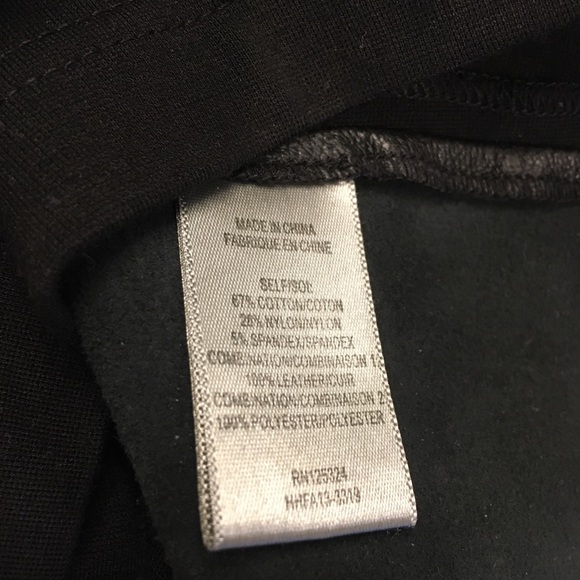 MADE IN CHINA
FABRIQUE EN CHINE
SELF/SOI:
67% COTTON/COTON
28% NYLON/NYLON
5% SPANDEX/SPANDEX
COMBINATION/COMBINAISON 1:
100% LEATHER/CUIR
COMBINATION/COMBINAISON 2:
100% POLYESTER/POLYESTER
RN125324
HHFA13-3319